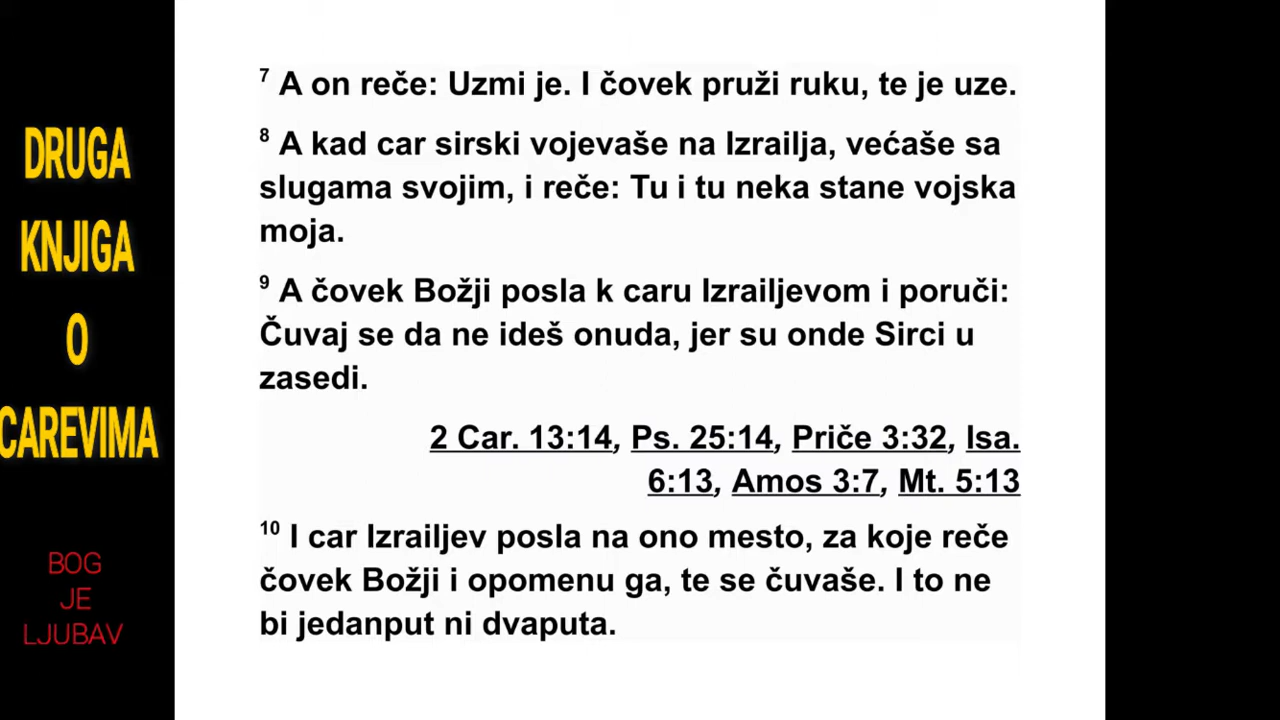 DRUGA
KNJIGA
O
CAREVIMA
BOG
JE
LJUBAV
7 A on reče: Uzmi je. I čovek pruži ruku, te je uze.
8 A kad car sirski vojevaše na Izrailja, većaše sa
slugama svojim, i reče: Tu i tu neka stane vojska
moja.
9 A čovek Božji posla k caru Izrailjevom i poruči:
Čuvaj se da ne ideš onuda, jer su onde Sirci u
zasedi.
2 Car. 13:14, Ps. 25:14, Priče 3:32, Isa.
6:13, Amos 3:7, Mt. 5:13
10 I car Izrailjev posla na ono mesto, za koje reče
čovek Božji i opomenu ga, te se čuvaše. I to ne
bi jedanput ni dvaputa.